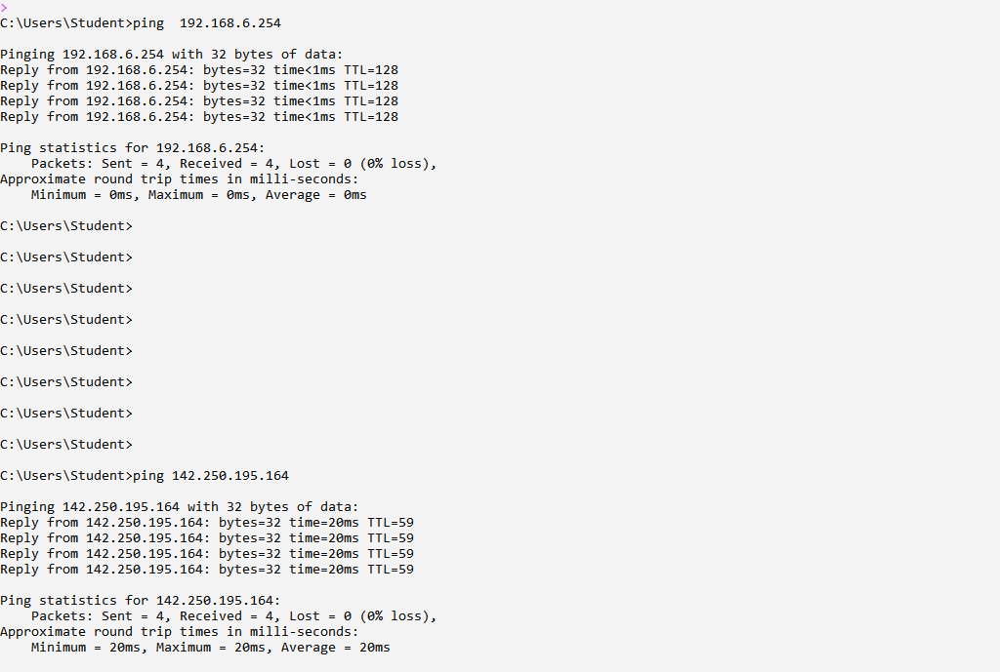 >
C:\Users\Student>ping  192.168.6.254
Pinging 192.168.6.254 with 32 bytes of data:
Reply from 192.168.6.254: bytes=32 time<1ms TTL=128
Reply from 192.168.6.254: bytes=32 time<1ms TTL=128
Reply from 192.168.6.254: bytes=32 time<1ms TTL=128
Reply from 192.168.6.254: bytes=32 time<1ms TTL=128
Ping statistics for 192.168.6.254:
    Packets: Sent = 4, Received = 4, Lost = 0 (0% loss),
Approximate round trip times in milli-seconds:
    Minimum = 0ms, Maximum = 0ms, Average = 0ms
C:\Users\Student>
C:\Users\Student>
C:\Users\Student>
C:\Users\Student>
C:\Users\Student>
C:\Users\Student>
C:\Users\Student>
C:\Users\Student>
C:\Users\Student>ping 142.250.195.164
Pinging 142.250.195.164 with 32 bytes of data:
Reply from 142.250.195.164: bytes=32 time=20ms TTL=59
Reply from 142.250.195.164: bytes=32 time=20ms TTL=59
Reply from 142.250.195.164: bytes=32 time=20ms TTL=59
Reply from 142.250.195.164: bytes=32 time=20ms TTL=59
Ping statistics for 142.250.195.164:
    Packets: Sent = 4, Received = 4, Lost = 0 (0% loss),
Approximate round trip times in milli-seconds:
    Minimum = 20ms, Maximum = 20ms, Average = 20ms